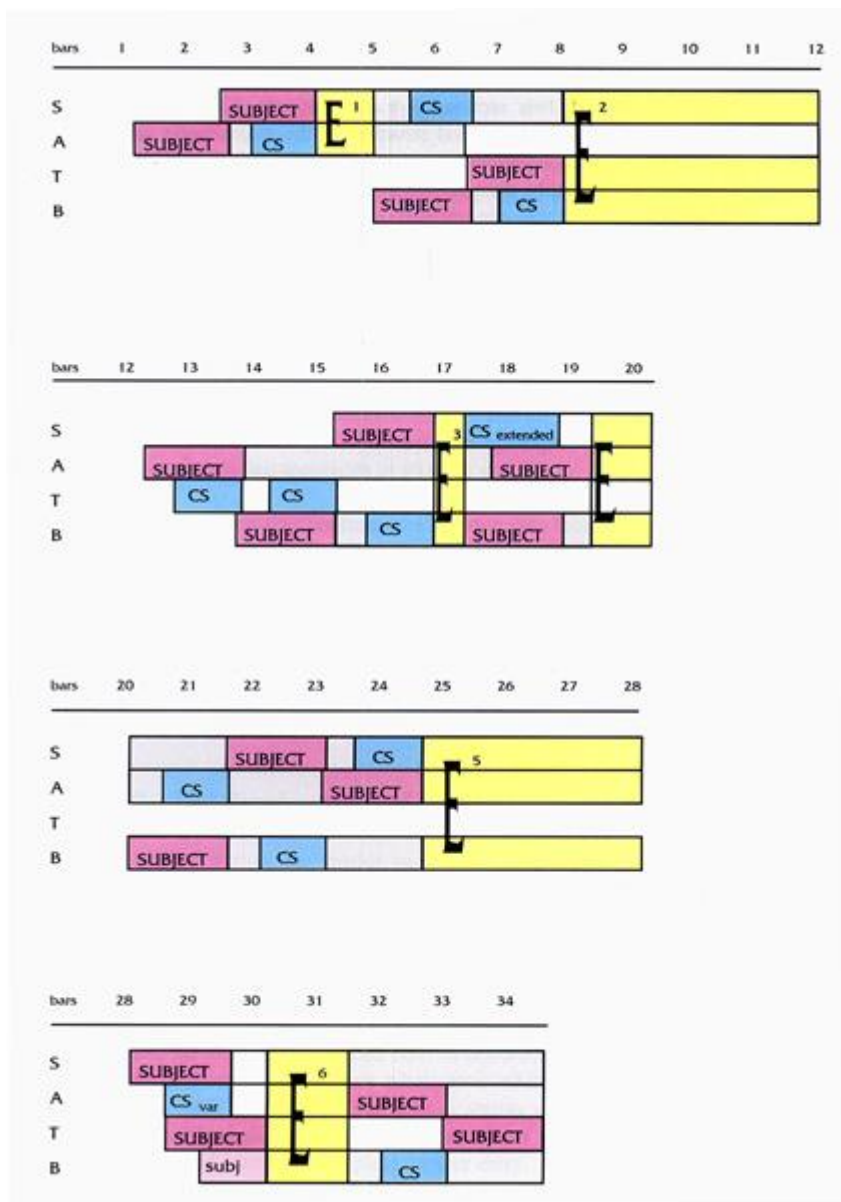 bars 1 2 3 4 5 6 7 8 9 10 11 12
S SUBJECT 1 CS 2
A SUBJECT CS
T SUBJECT
B SUBJECT CS
bars 12 13 14 15 16 17 18 19 20
S SUBJECT 3 CS extended
A SUBJECT SUBJECT
T CS CS
B SUBJECT CS SUBJECT
bars 20 21 22 23 24 25 26 27 28
S SUBJECT CS 5
A CS SUBJECT
T
B SUBJECT CS
bars 28 29 30 31 32 33 34
S SUBJECT 6
A CS var SUBJECT
T SUBJECT SUBJECT
B subj CS